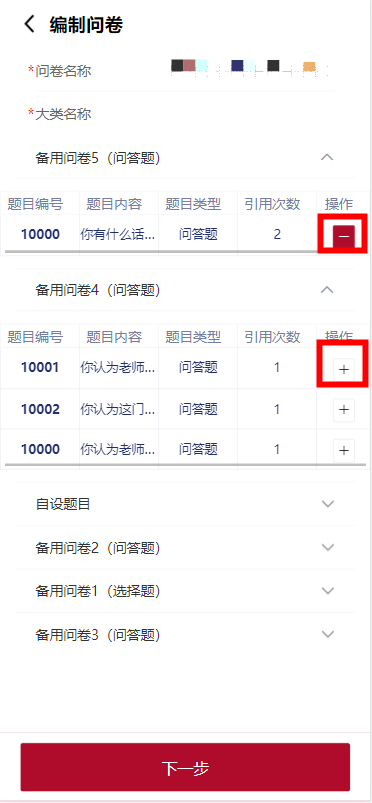 编制问卷
*问卷名称
*大类名称
备用问卷5（问答题）
题目编号 题目内容 题目类型 引用次数 操作
10000 你有什么话... 问答题 2 −
备用问卷4（问答题）
题目编号 题目内容 题目类型 引用次数 操作
10001 你认为老师... 问答题 1 +
10002 你认为这门... 问答题 1 +
10000 你认为老师... 问答题 1 +
自设题目
备用问卷2（问答题）
备用问卷1（选择题）
备用问卷3（问答题）
下一步